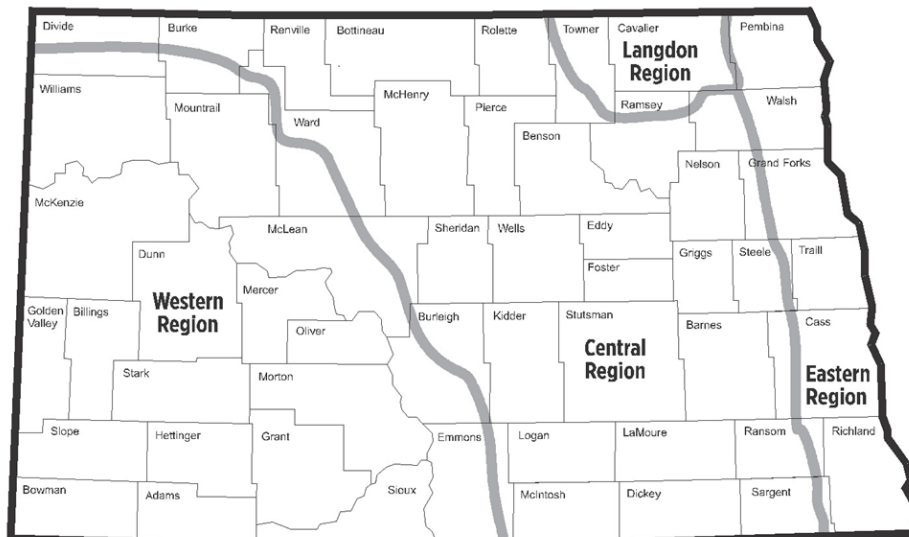 Divide
Burke
Renville
Bottineau
Rolette
Towner
Cavalier
Pembina
Langdon
Region
Williams
Mountrail
Ward
McHenry
Pierce
Benson
Ramsey
Walsh
Nelson
Grand Forks
McKenzie
Dunn
McLean
Sheridan
Wells
Eddy
Foster
Griggs
Steele
Traill
Mercer
Oliver
Western
Region
Golden
Valley
Billings
Burleigh
Kidder
Stutsman
Central
Region
Barnes
Cass
Eastern
Region
Stark
Morton
Slope
Hettinger
Grant
Emmons
Logan
LaMoure
Ransom
Richland
Bowman
Adams
Sioux
McIntosh
Dickey
Sargent